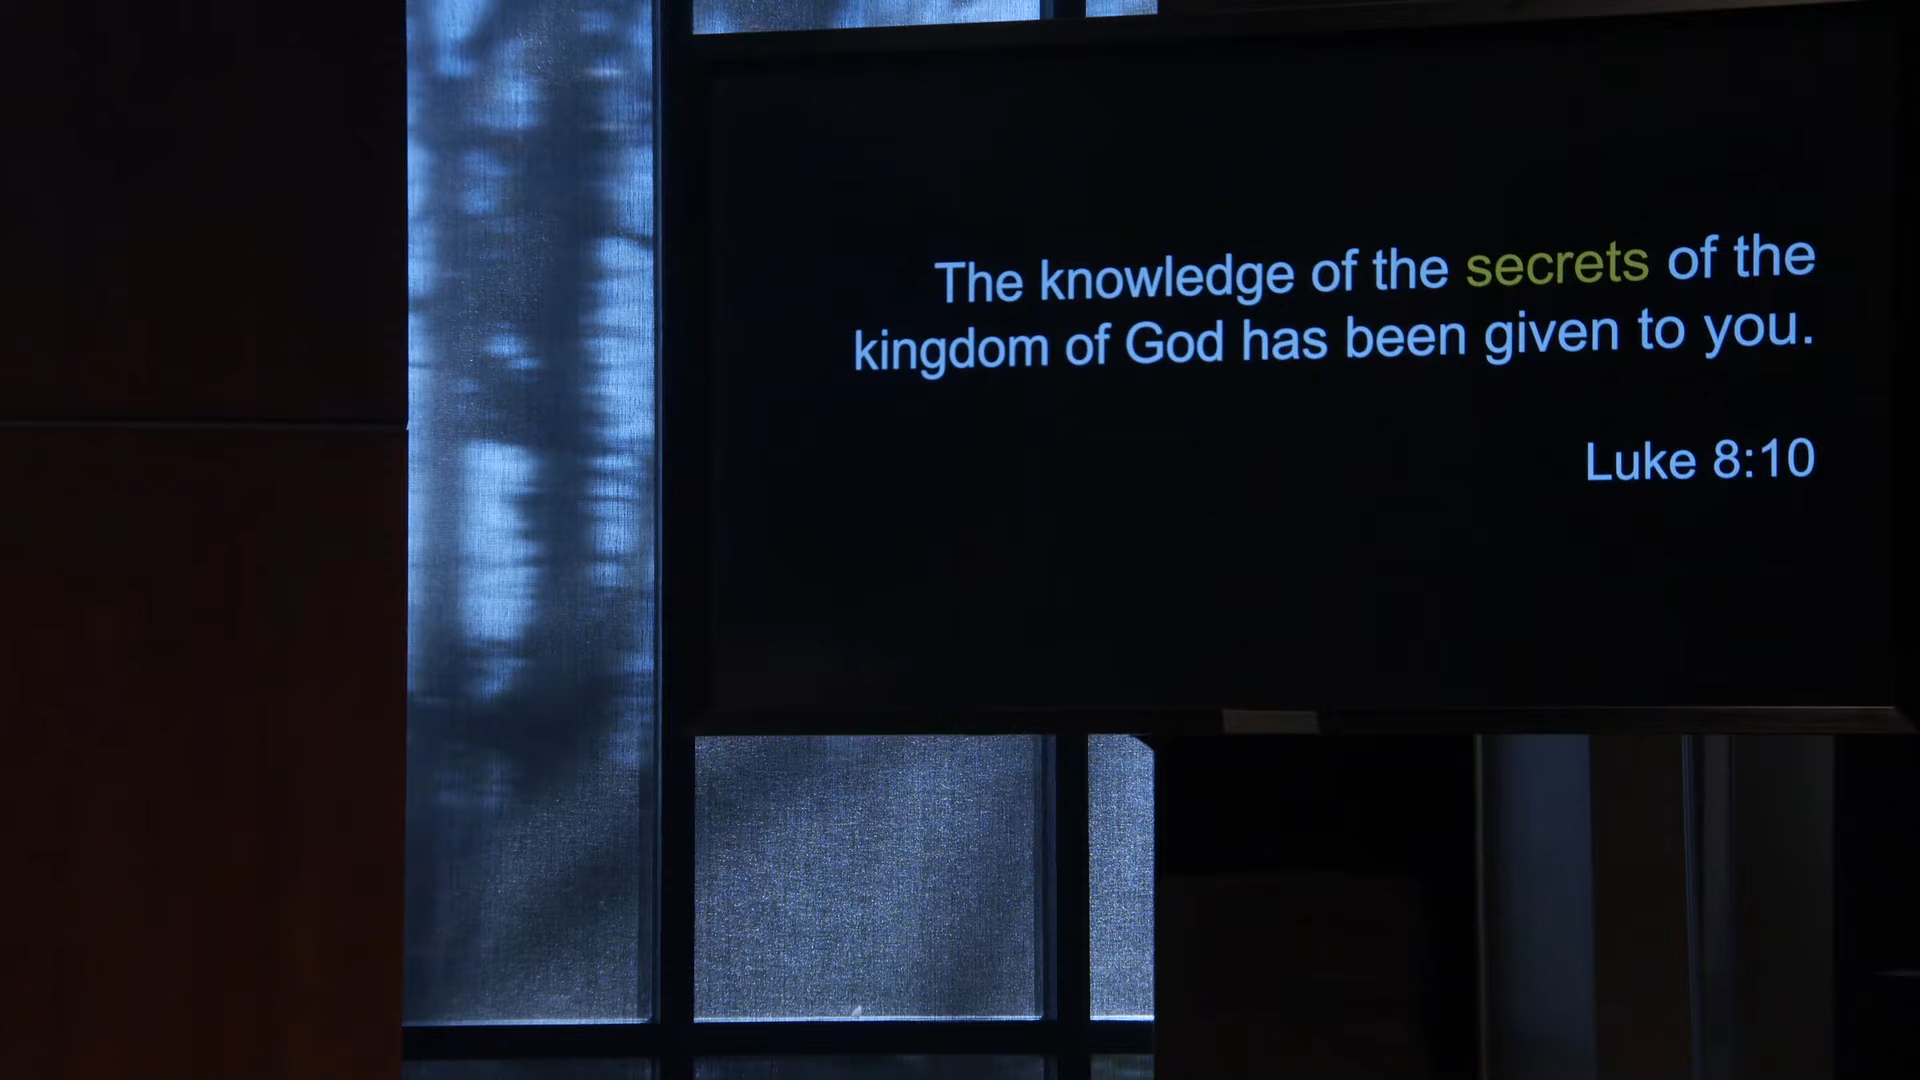 The knowledge of the secrets of the
kingdom of God has been given to you.
Luke 8:10